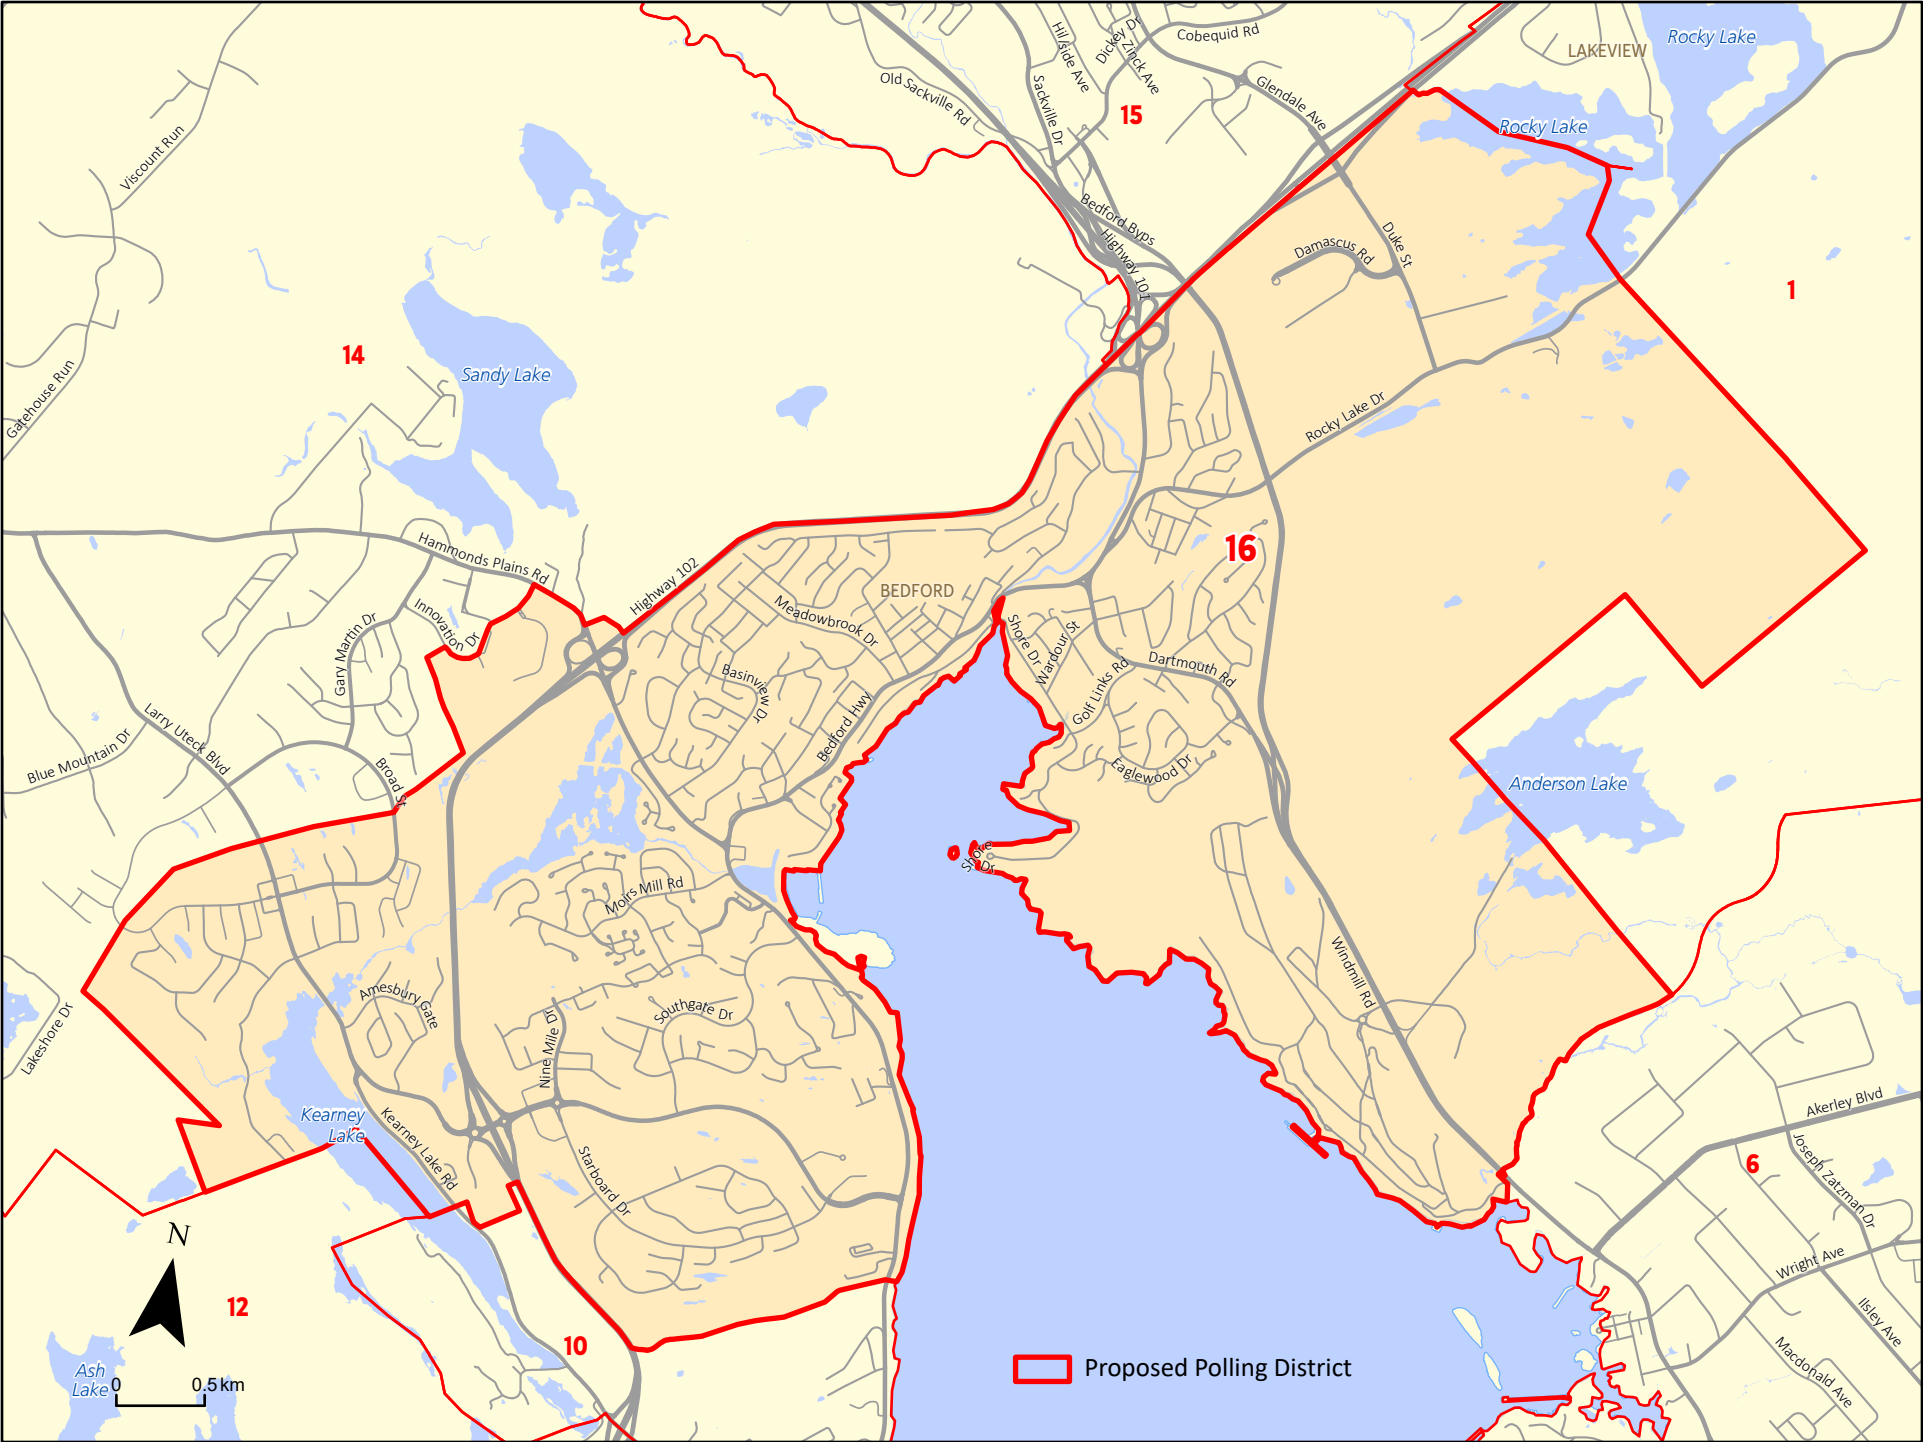 Rocky Lake
LAKEVIEW
Cobequid Rd
Dickey Dr
Zinck Ave
Hillside Ave
Sackville Dr
Old Sackville Rd
Glendale Ave
15
Rocky Lake
Viscount Run
Bedford Byps
Highway 101
Damascus Rd
Duke St
1
14
Sandy Lake
Gatehouse Run
Rocky Lake Dr
Hammonds Plains Rd
Highway 102
16
BEDFORD
Innovation Dr
Gary Martin Dr
Meadowbrook Dr
Shore Dr
Wardour St
Golf Links Rd
Dartmouth Rd
Basinview Dr
Bedford Hwy
Larry Uteck Blvd
Blue Mountain Dr
Broad St
Eaglewood Dr
Anderson Lake
Shore
Dr
Moirs Mill Rd
Windmill Rd
Amesbury Gate
Southgate Dr
Lakeshore Dr
Nine Mile Dr
Kearney
Lake
Kearney Lake Rd
Starboard Dr
Akerley Blvd
Joseph Zatzman Dr
6
Wright Ave
Ilsley Ave
Macdonald Ave
N
12
10
Ash
Lake
0 0.5 km
Proposed Polling District